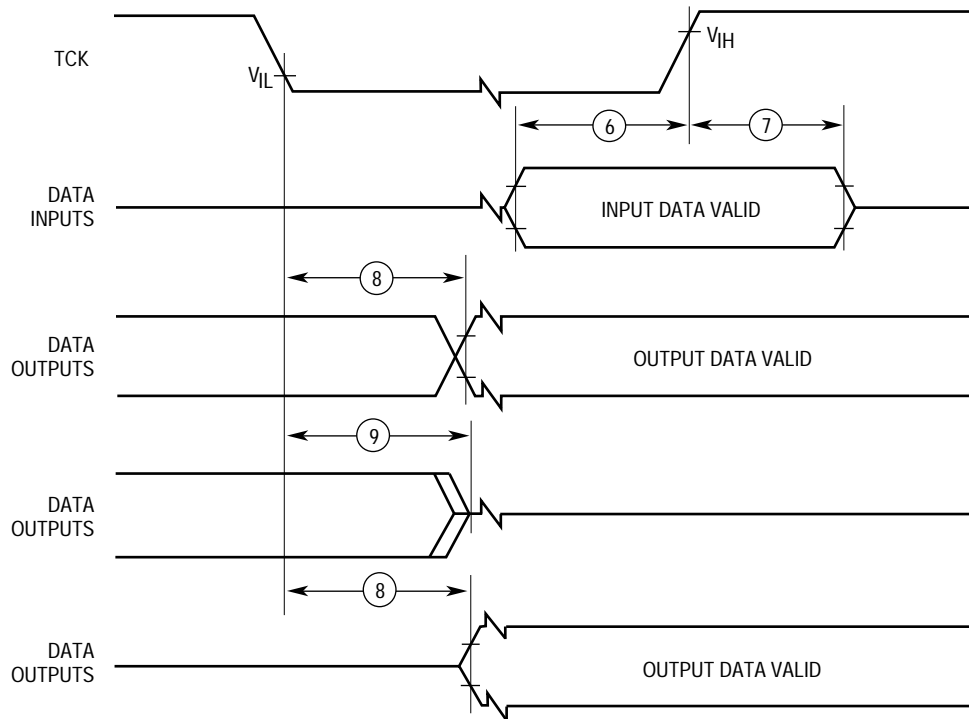 TCK
VIL
VIH
6
7
DATA
INPUTS
INPUT DATA VALID
8
DATA
OUTPUTS
OUTPUT DATA VALID
9
DATA
OUTPUTS
8
DATA
OUTPUTS
OUTPUT DATA VALID